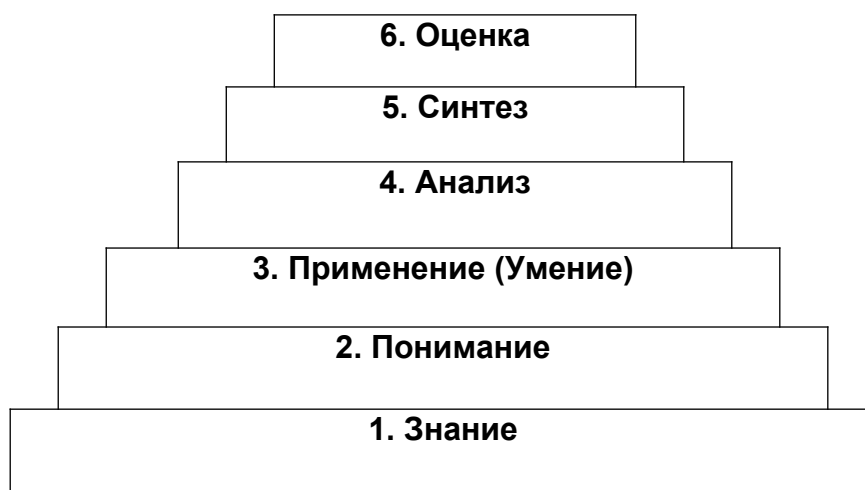 6. Оценка
5. Синтез
4. Анализ
3. Применение (Умение)
2. Понимание
1. Знание